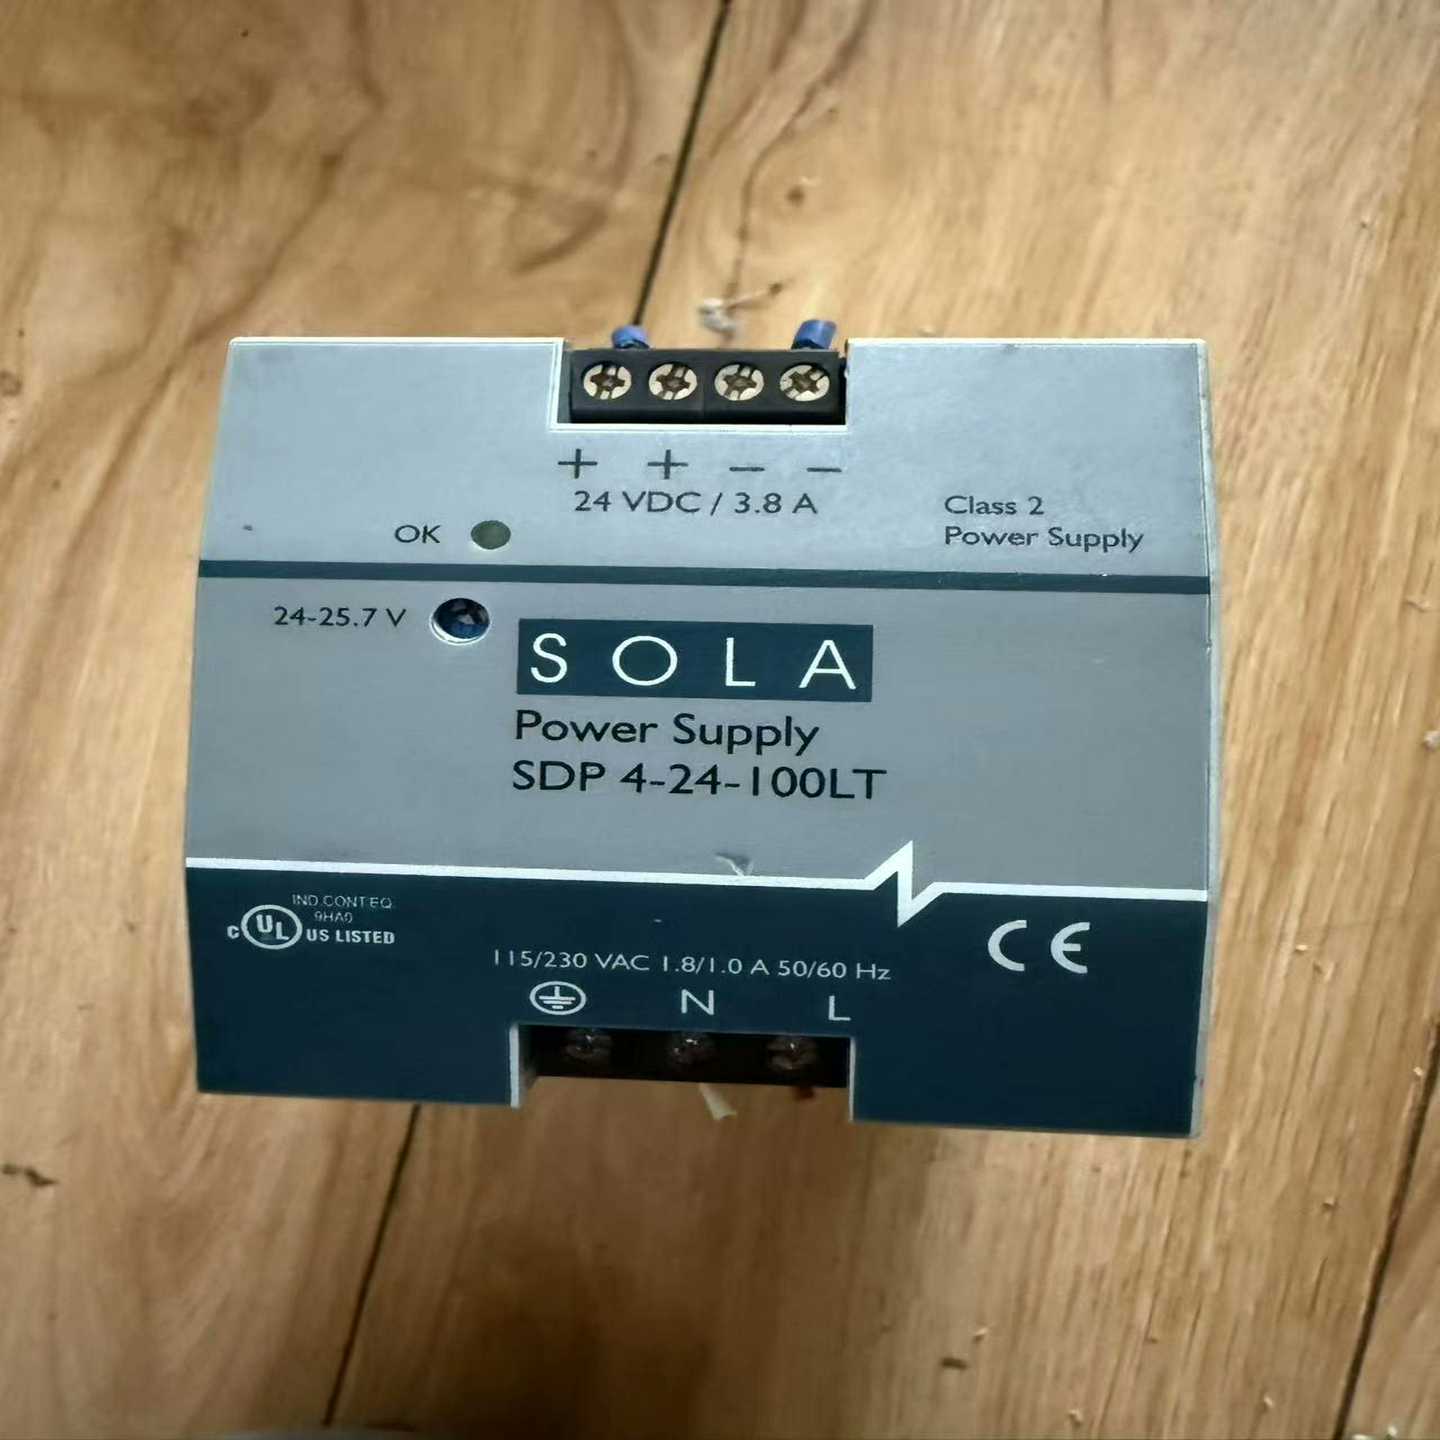 + + − −
24 VDC / 3.8 A
Class 2
Power Supply
OK
24-25.7 V
SOLA
Power Supply
SDP 4-24-100LT
IND.CONT.EQ.
9HA0
c UL US LISTED
CE
115/230 VAC 1.8/1.0 A 50/60 Hz
N L